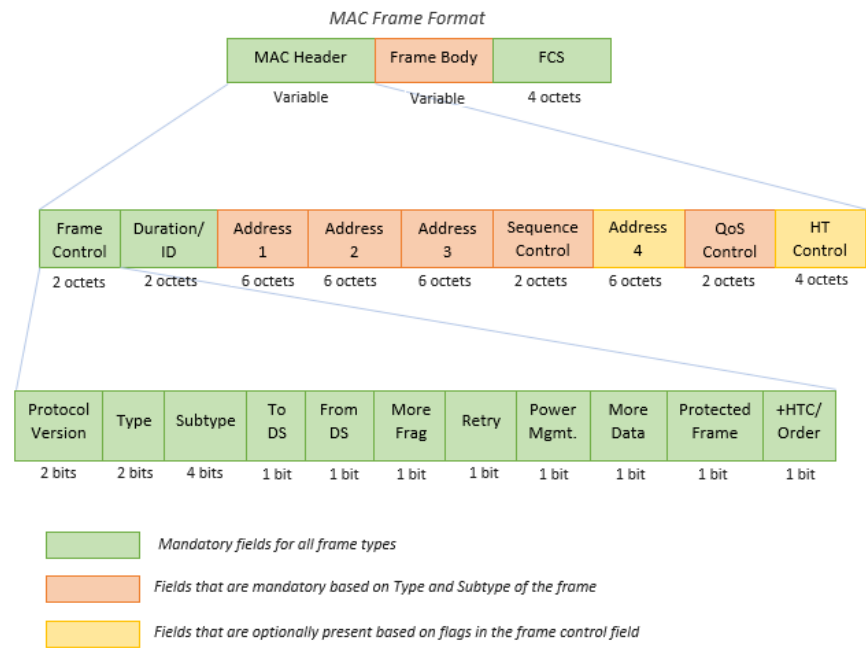 MAC Frame Format
MAC Header Frame Body FCS
Variable Variable 4 octets
Frame Control Duration/ ID Address 1 Address 2 Address 3 Sequence Control Address 4 QoS Control HT Control
2 octets 2 octets 6 octets 6 octets 6 octets 2 octets 6 octets 2 octets 4 octets
Protocol Version Type Subtype To DS From DS More Frag Retry Power Mgmt. More Data Protected Frame +HTC/ Order
2 bits 2 bits 4 bits 1 bit 1 bit 1 bit 1 bit 1 bit 1 bit 1 bit 1 bit
Mandatory fields for all frame types
Fields that are mandatory based on Type and Subtype of the frame
Fields that are optionally present based on flags in the frame control field